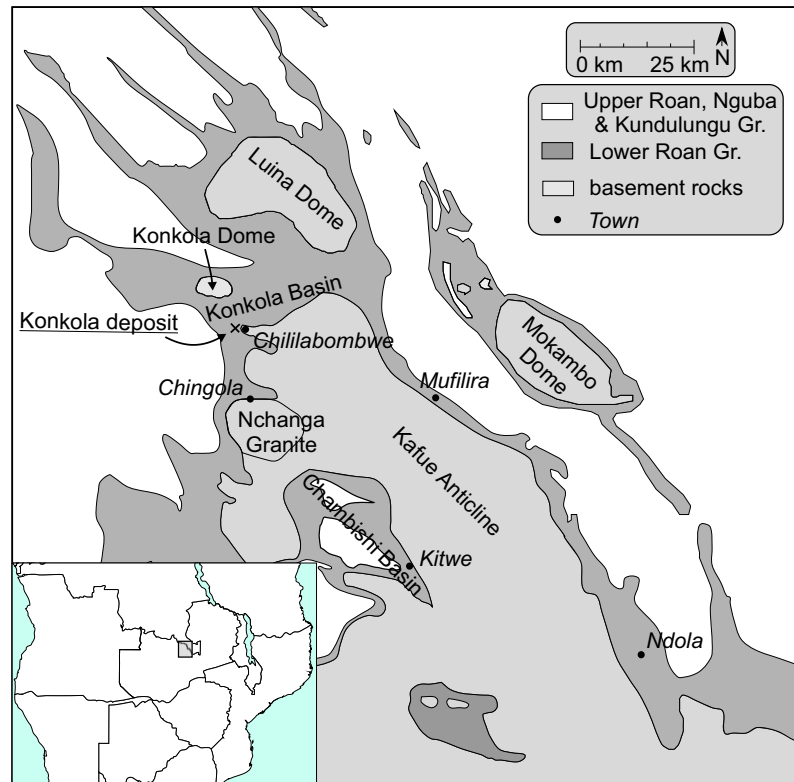 N
0 km 25 km
Upper Roan, Nguba
& Kundulungu Gr.
Lower Roan Gr.
basement rocks
Town
Luina Dome
Konkola Dome
Konkola Basin
Konkola deposit
Chililabombwe
Mokambo
Dome
Chingola
Mufilira
Nchanga
Granite
Kafue Anticline
Chambishi Basin
Kitwe
Ndola